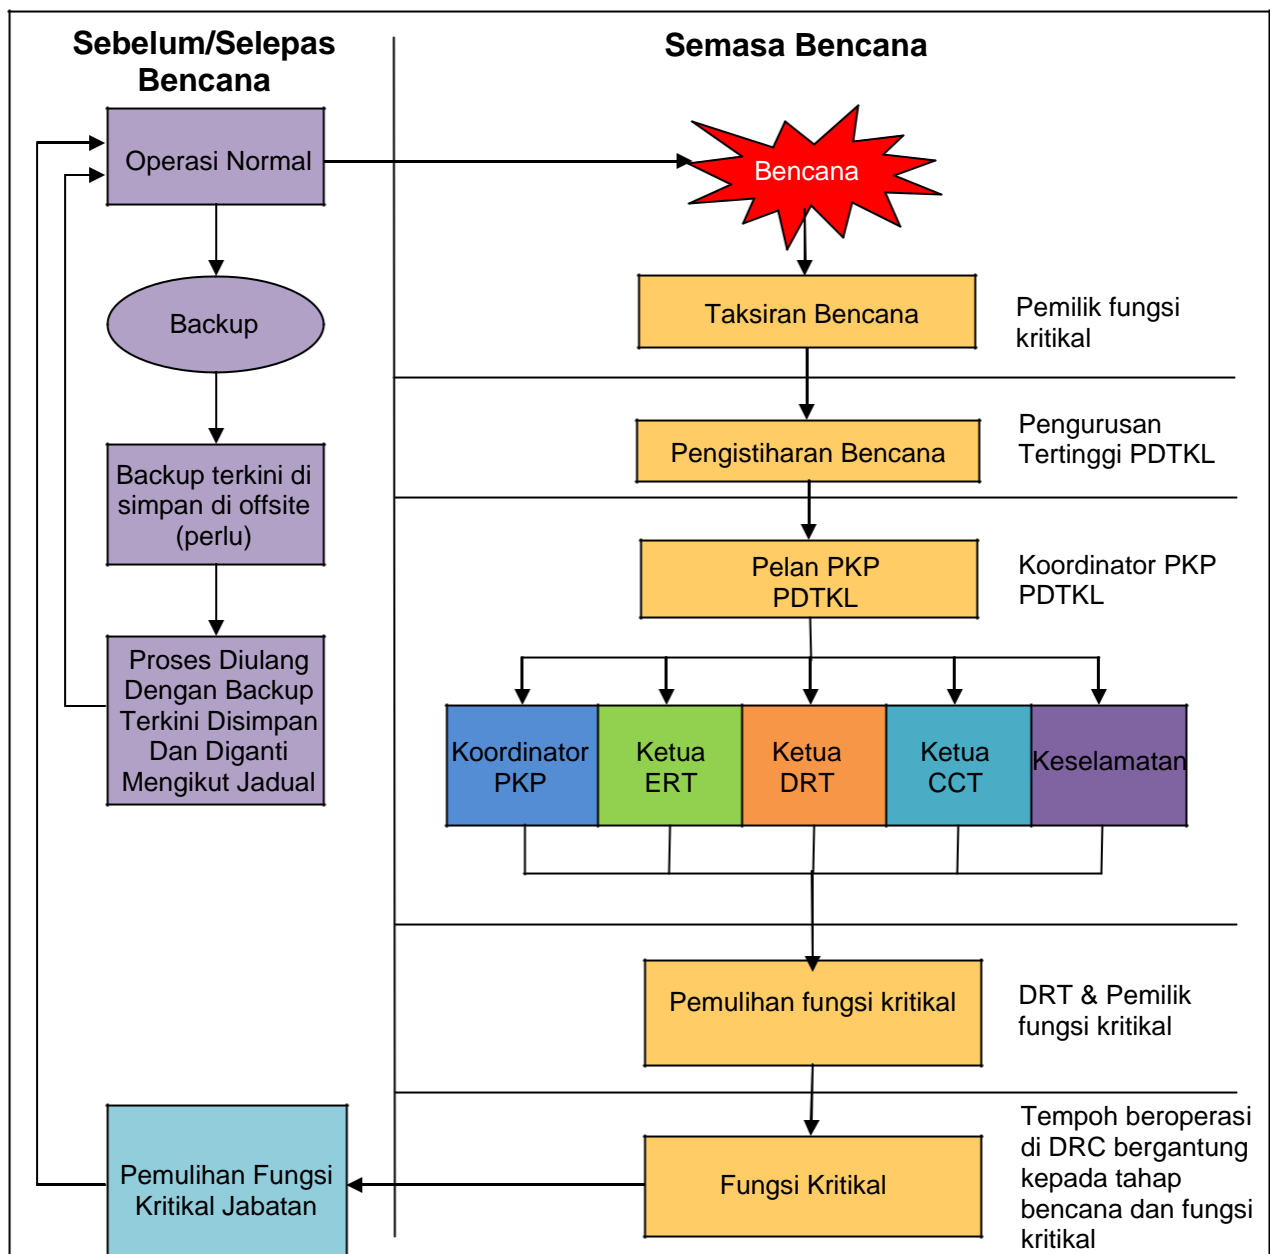 Sebelum/Selepas
Bencana
Operasi Normal
Backup
Backup terkini di
simpan di offsite
(perlu)
Proses Diulang
Dengan Backup
Terkini Disimpan
Dan Diganti
Mengikut Jadual
Pemulihan Fungsi
Kritikal Jabatan
Semasa Bencana
Bencana
Taksiran Bencana
Pemilik fungsi
kritikal
Pengistiharan Bencana
Pengurusan
Tertinggi PDTKL
Pelan PKP
PDTKL
Koordinator PKP
PDTKL
Koordinator
PKP
Ketua
ERT
Ketua
DRT
Ketua
CCT
Keselamatan
Pemulihan fungsi kritikal
DRT & Pemilik
fungsi kritikal
Fungsi Kritikal
Tempoh beroperasi
di DRC bergantung
kepada tahap
bencana dan fungsi
kritikal